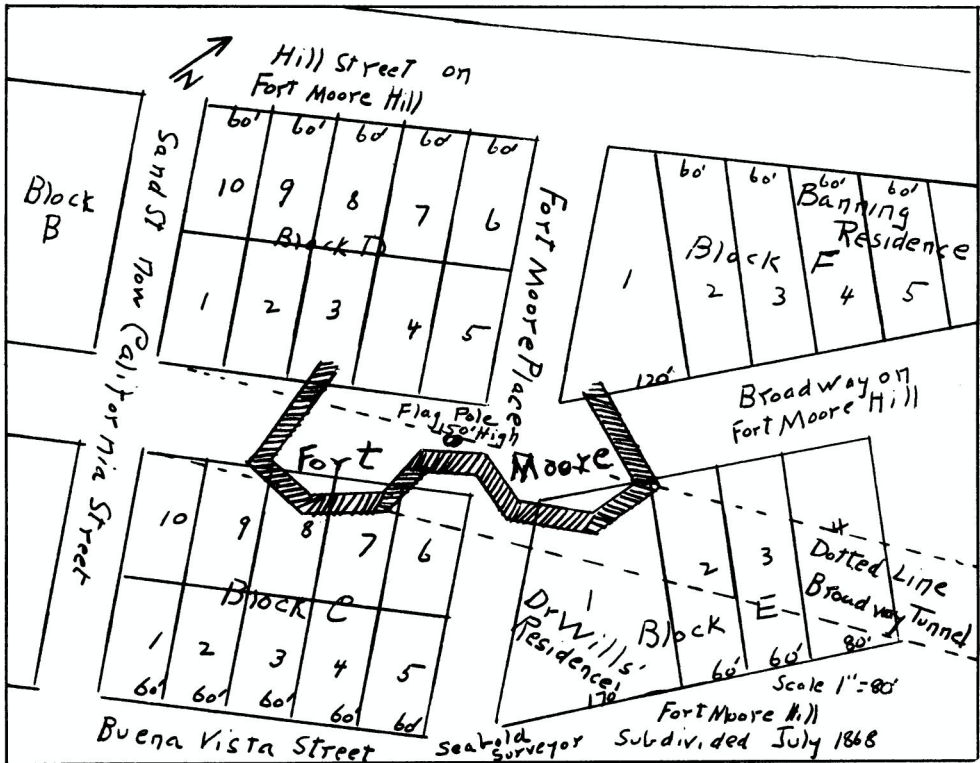 N
Hill Street on
Fort Moore Hill
Block
B
Sand St Now California Street
60' 60' 60' 60' 60'
10 9 8 7 6
Block D
1 2 3 4 5
Fort Moore Place
60' 60' 60' 60'
Banning
Residence
Block F
1 2 3 4 5
120'
Broadway on
Fort Moore Hill
Flag Pole
150' High
Fort Moore
10 9 8 7 6
Block C
1 2 3 4 5
60' 60' 60' 60' 60'
Buena Vista Street
1 2 3
Dr Wills'
Residence
Block E
170' 60' 60' 80'
Dotted Line
Broadway Tunnel
Scale 1"=80'
Fort Moore Hill
Subdivided July 1868
Seabold
Surveyor